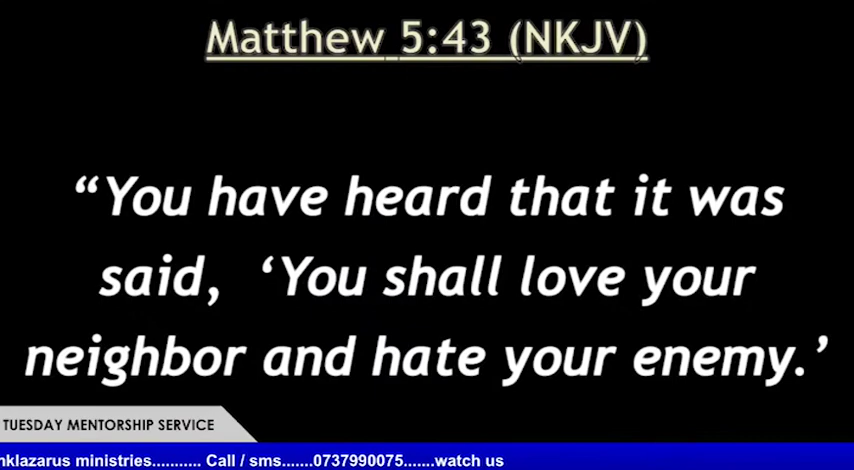 Matthew 5:43 (NKJV)
“You have heard that it was
said,  ‘You shall love your
neighbor and hate your enemy.’
TUESDAY MENTORSHIP SERVICE
nklazarus ministries........... Call / sms.......0737990075.......watch us